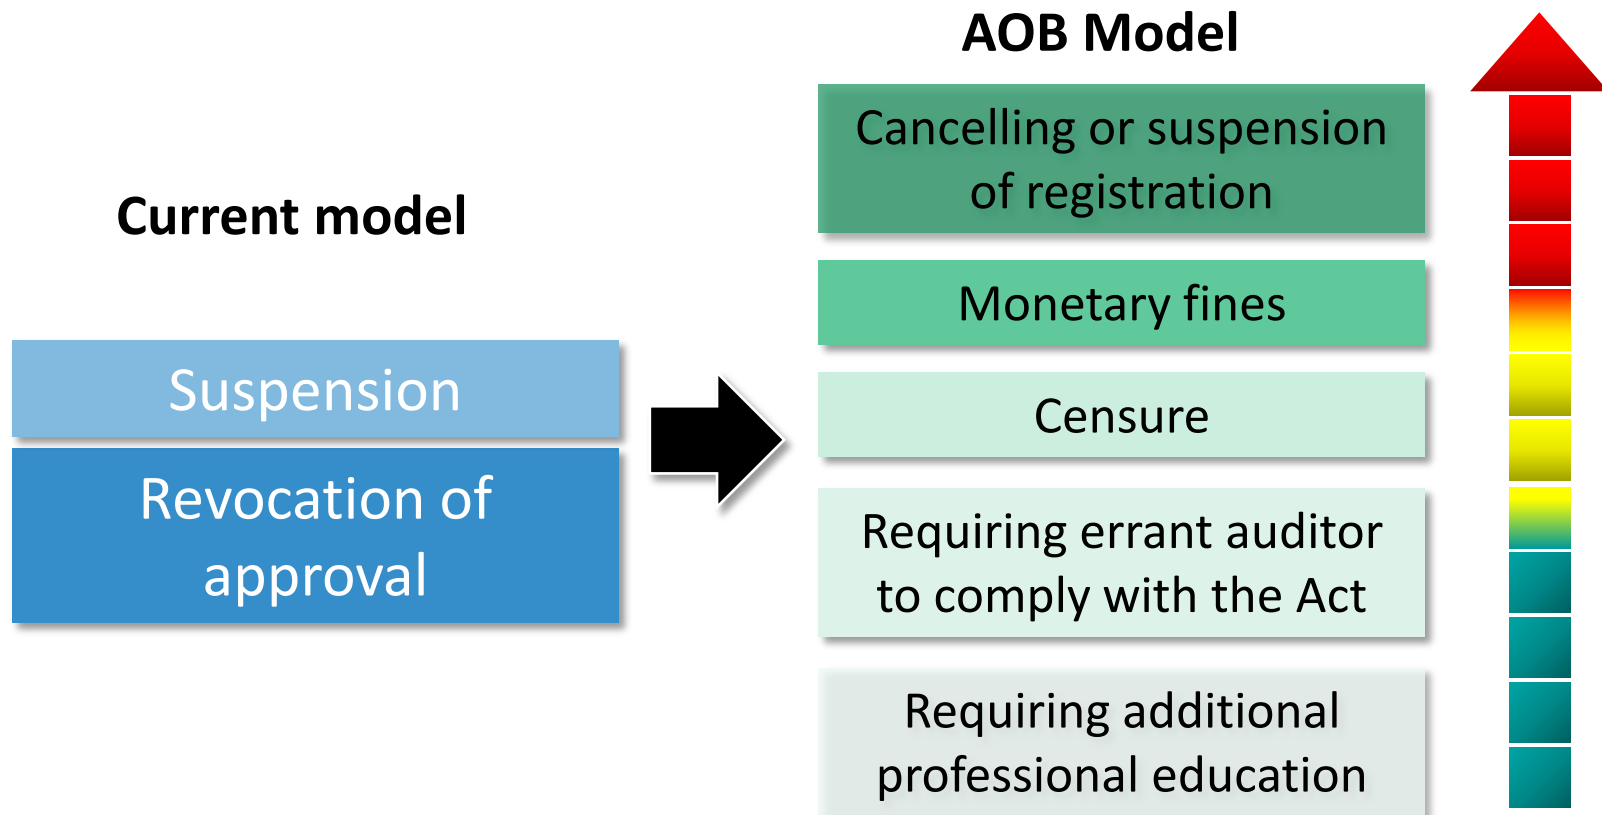 Current model
Suspension
Revocation of
approval
AOB Model
Cancelling or suspension
of registration
Monetary fines
Censure
Requiring errant auditor
to comply with the Act
Requiring additional
professional education